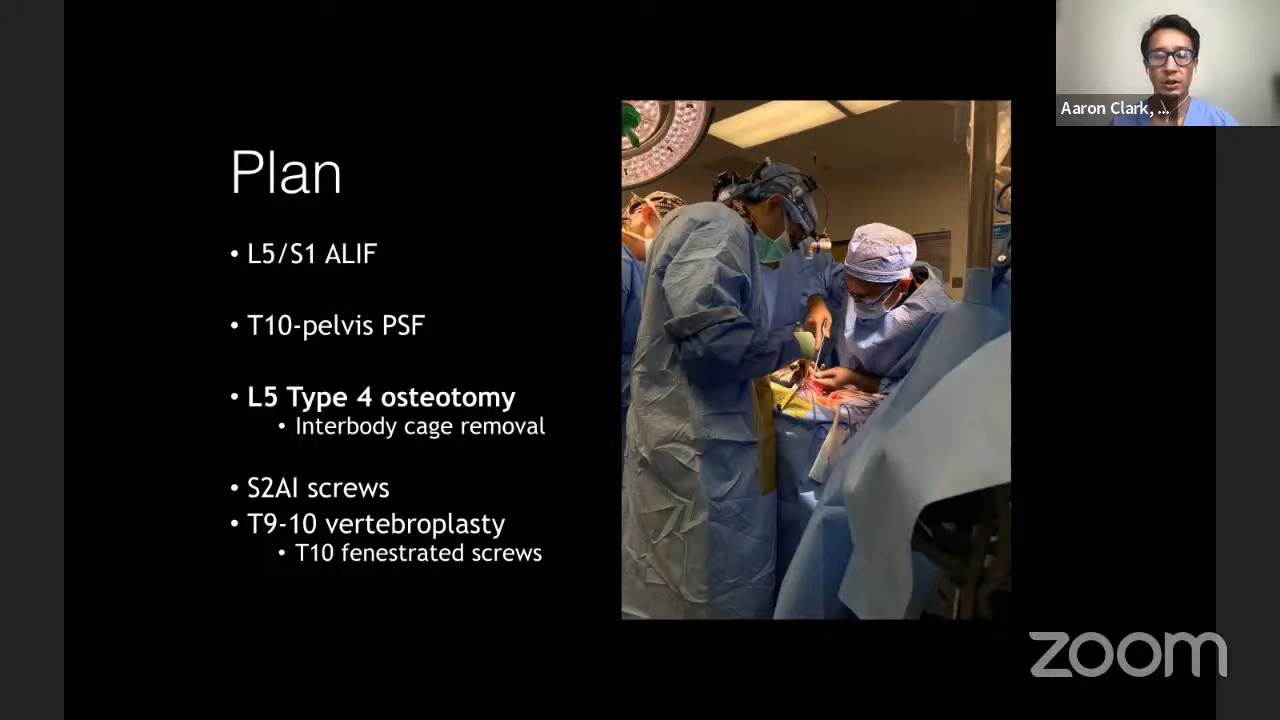 Plan
• L5/S1 ALIF
• T10-pelvis PSF
• L5 Type 4 osteotomy
• Interbody cage removal
• S2AI screws
• T9-10 vertebroplasty
• T10 fenestrated screws
Aaron Clark, ...
zoom